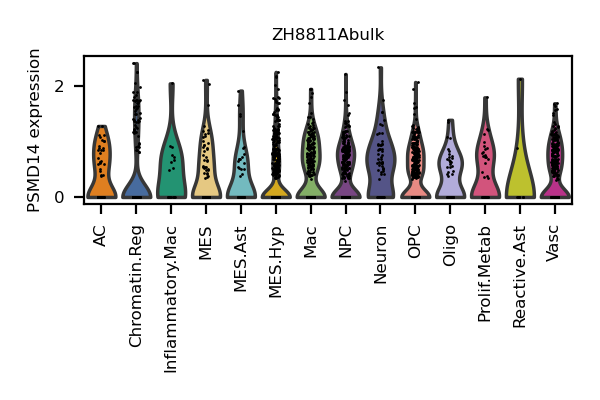 ZH8811Abulk
PSMD14 expression
2
0
AC
Chromatin.Reg
Inflammatory.Mac
MES
MES.Ast
MES.Hyp
Mac
NPC
Neuron
OPC
Oligo
Prolif.Metab
Reactive.Ast
Vasc